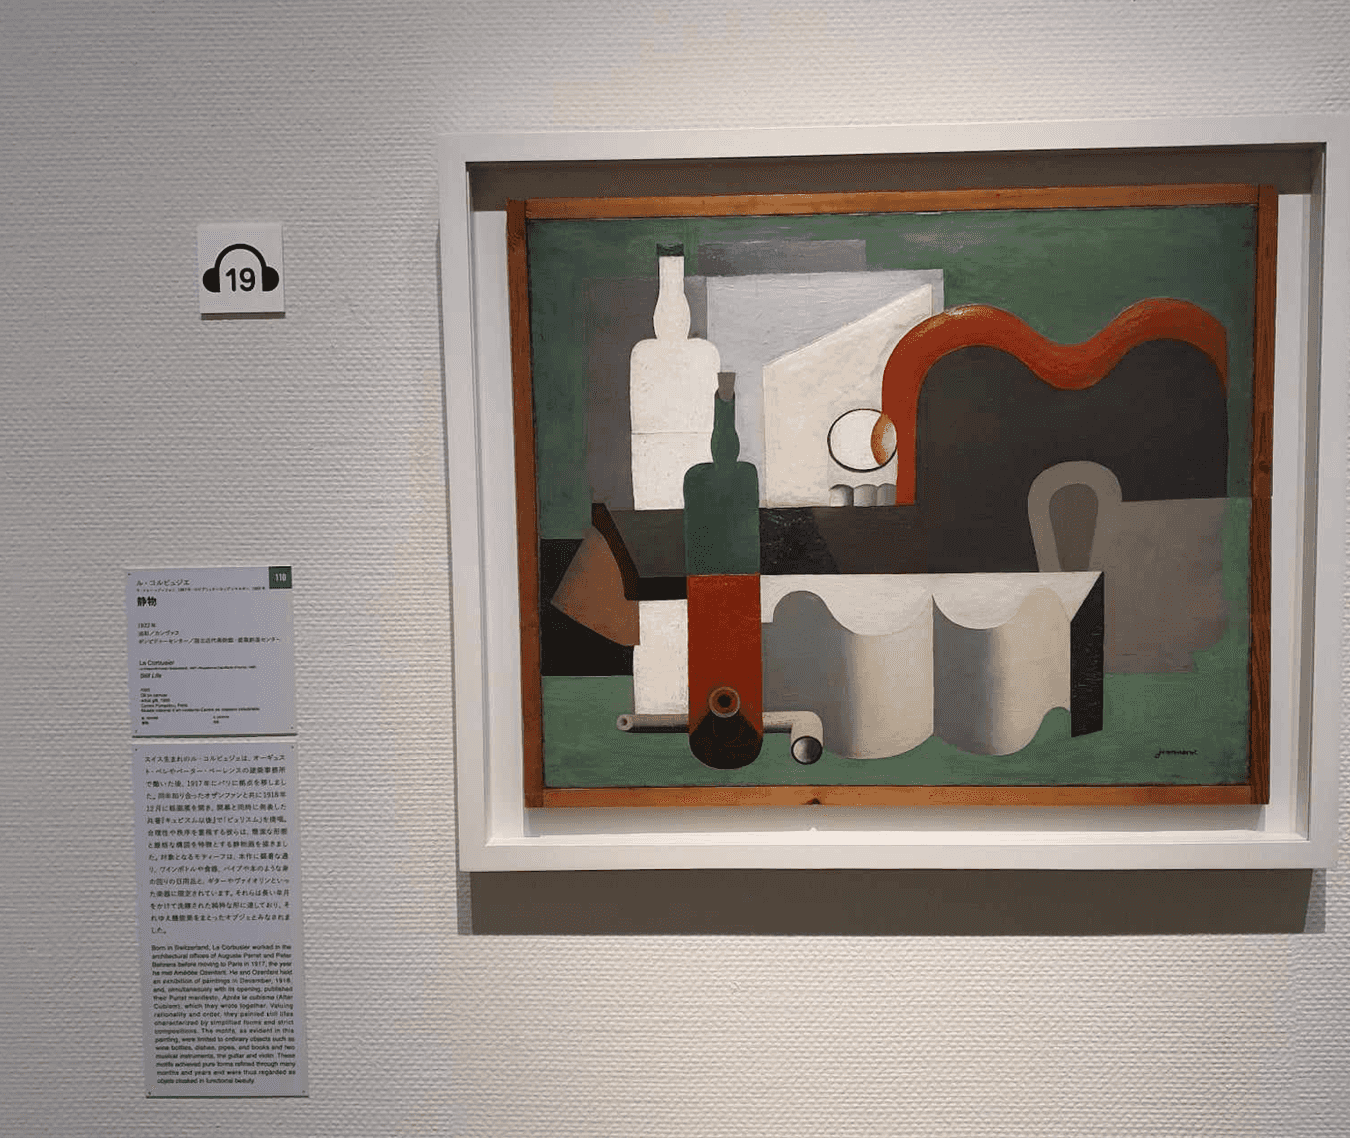 19
110
ル・コルビュジエ
静物
1922年
油彩／カンヴァス
ポンピドゥーセンター／国立近代美術館・産業創造センター
Le Corbusier
Still Life
1922
Oil on canvas
Centre Pompidou, Paris
Musée national d'art moderne-Centre de création industrielle
スイス生まれのル・コルビュジエは、オーギュス
ト・ペレやペーター・ベーレンスの建築事務所
で働いた後、1917年にパリに拠点を移しまし
た。同年知り合ったオザンファンと共に1918年
12月に絵画展を開き、開幕と同時に発表した
共著『キュビスム以後』で「ピュリスム」を提唱。
合理性や秩序を重視する彼らは、簡潔な形態
と厳格な構図を特徴とする静物画を描きまし
た。対象となるモティーフは、本作に顕著な通
り、ワインボトルや食器、パイプや本のような身
の回りの日用品と、ギターやヴァイオリンといっ
た楽器に限定されています。それらは長い年月
をかけて洗練された純粋な形に達しており、そ
れゆえ機能美をまとったオブジェとみなされま
した。
Born in Switzerland, Le Corbusier worked in the
architectural offices of Auguste Perret and Peter
Behrens before moving to Paris in 1917, the year
he met Amédée Ozenfant. He and Ozenfant held
an exhibition of paintings in December, 1918,
and, simultaneously with its opening, published
their Purist manifesto, Après le cubisme (After
Cubism), which they wrote together. Valuing
rationality and order, they painted still lifes
characterized by simplified forms and strict
compositions. The motifs, as evident in this
painting, were limited to ordinary objects such as
wine bottles, dishes, pipes, and books and two
musical instruments, the guitar and violin. These
motifs achieved pure forms refined through many
months and years and were thus regarded as
objets cloaked in functional beauty.
jeanneret